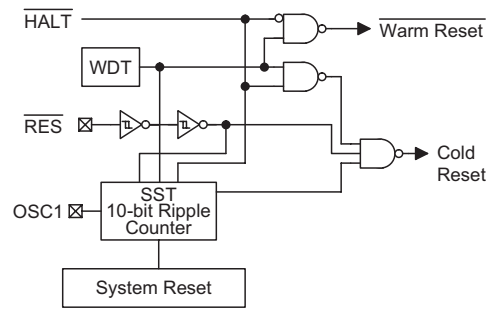 HALT
Warm Reset
WDT
RES
Cold
Reset
SST
OSC1
10-bit Ripple
Counter
System Reset